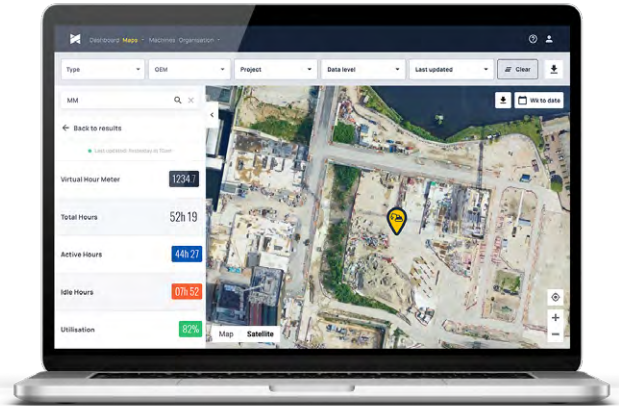 Dashboard Maps Machines Organisation
Type OEM Project Data level Last updated Clear
MM
Wk to date
Back to results
Virtual Hour Meter 1234.7
Total Hours 52h 19
Active Hours 44h 27
Idle Hours 07h 52
Utilisation 82%
Map Satellite